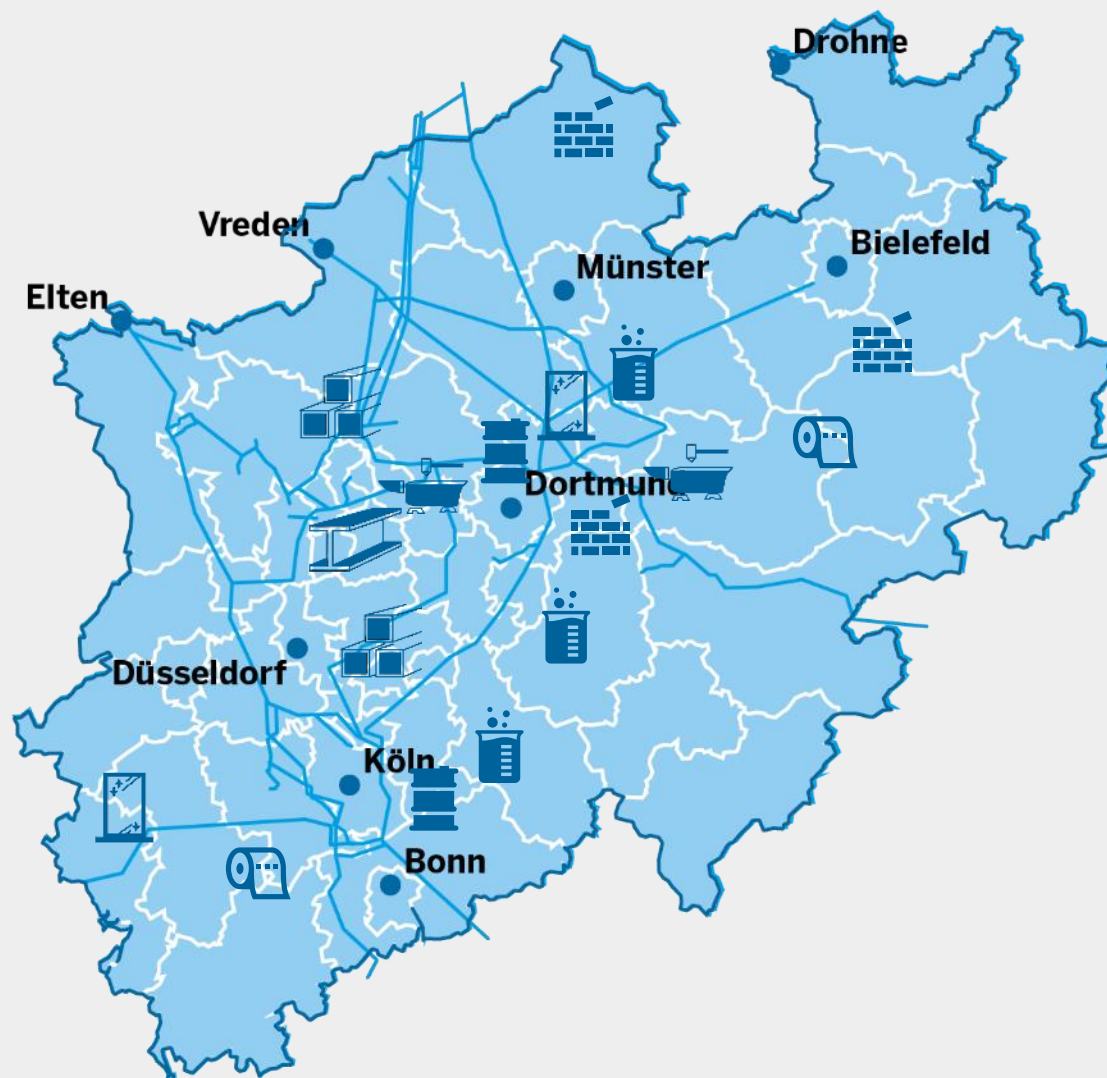 Drohne
Vreden
Bielefeld
Münster
Elten
Dortmund
Düsseldorf
Köln
Bonn